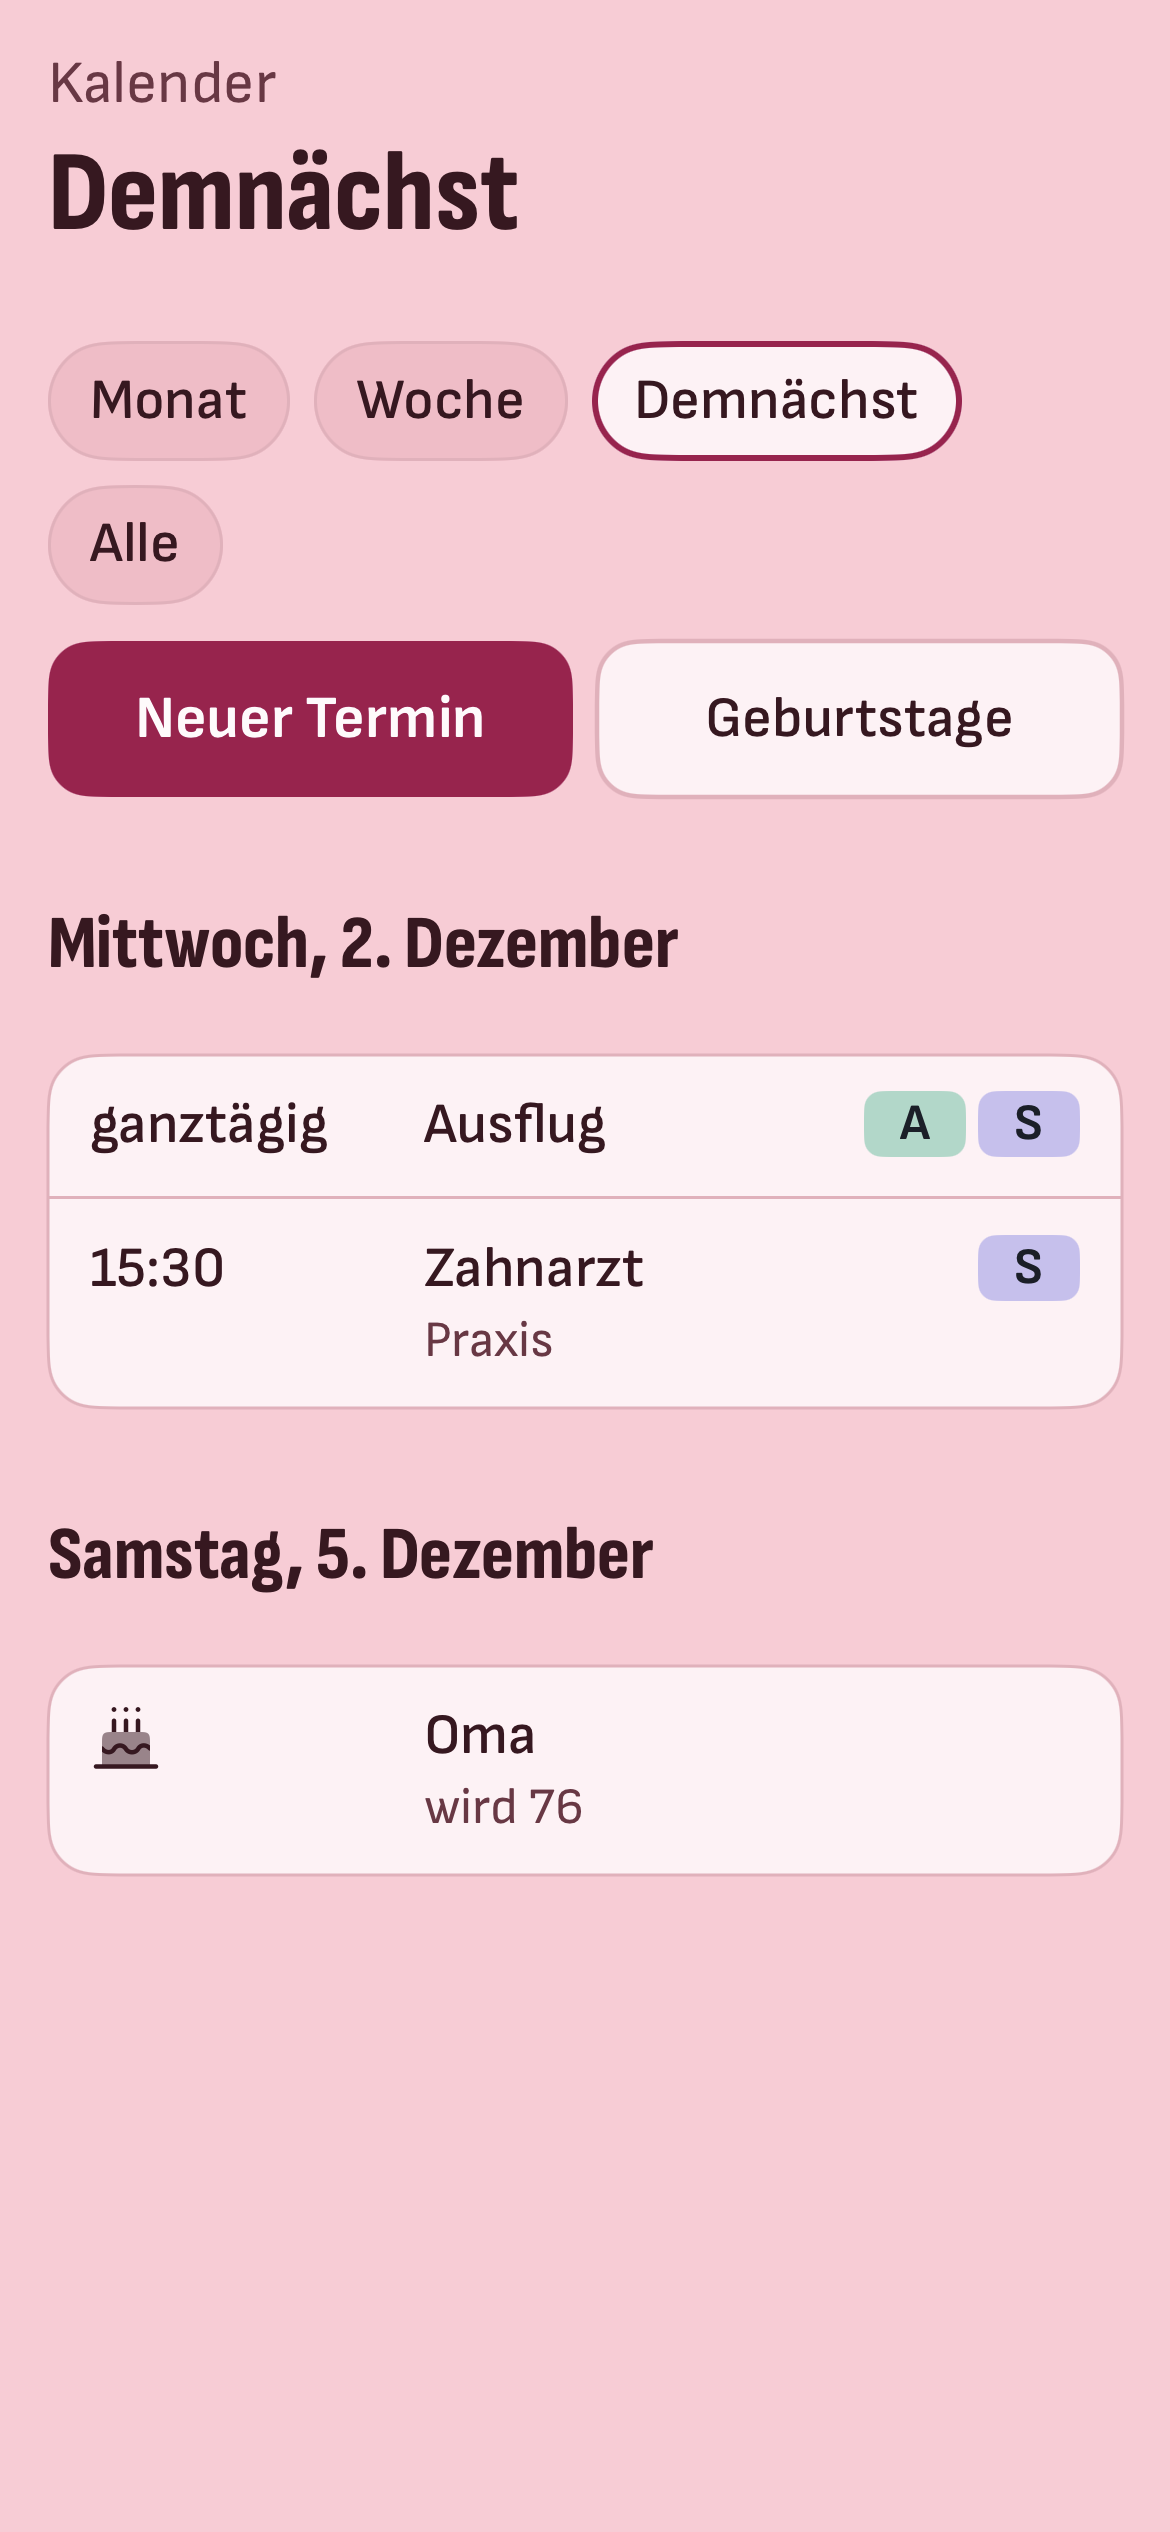 Kalender
Demnächst
Monat Woche Demnächst
Alle
Neuer Termin Geburtstage
Mittwoch, 2. Dezember
ganztägig Ausflug A S
15:30 Zahnarzt S
Praxis
Samstag, 5. Dezember
Oma
wird 76